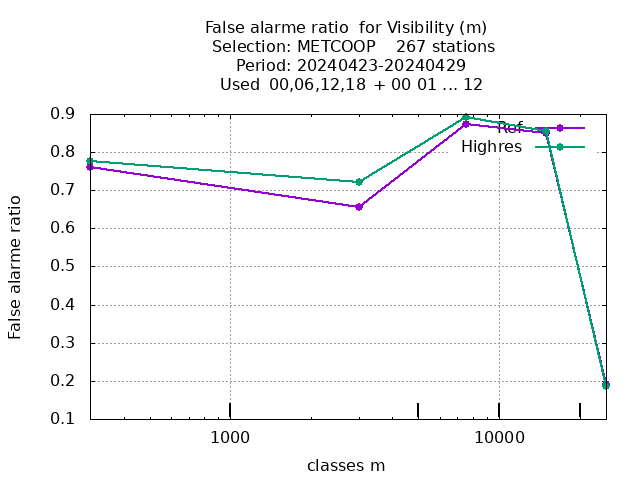 False alarme ratio  for Visibility (m)
Selection: METCOOP    267 stations
Period: 20240423-20240429
Used  00,06,12,18  + 00 01 ... 12
0.9
0.8
0.7
0.6
0.5
0.4
0.3
0.2
0.1
False alarme ratio
Ref
Highres
1000
10000
classes m